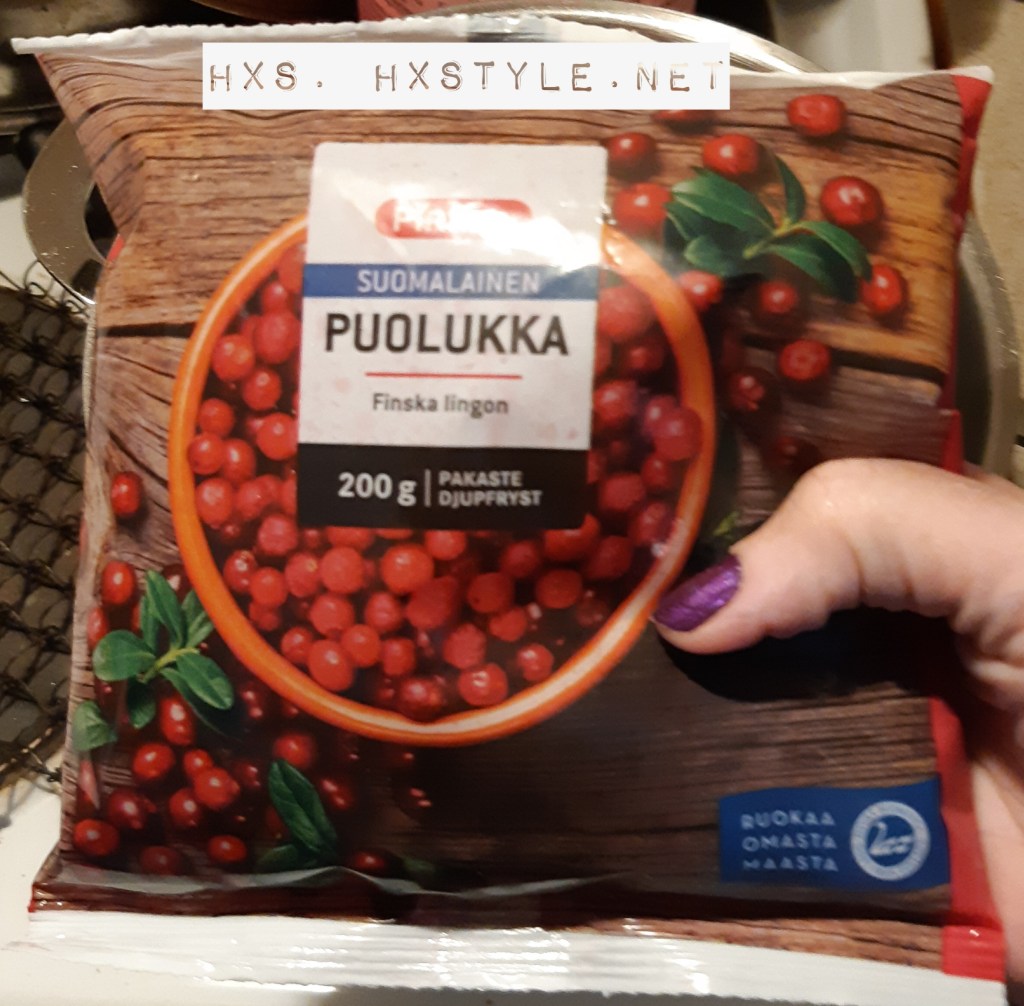 HXS. HXSTYLE.NET
SUOMALAINEN
PUOLUKKA
Finska lingon
200 g | PAKASTE
DJUPFRYST
RUOKAA
OMASTA
MAASTA